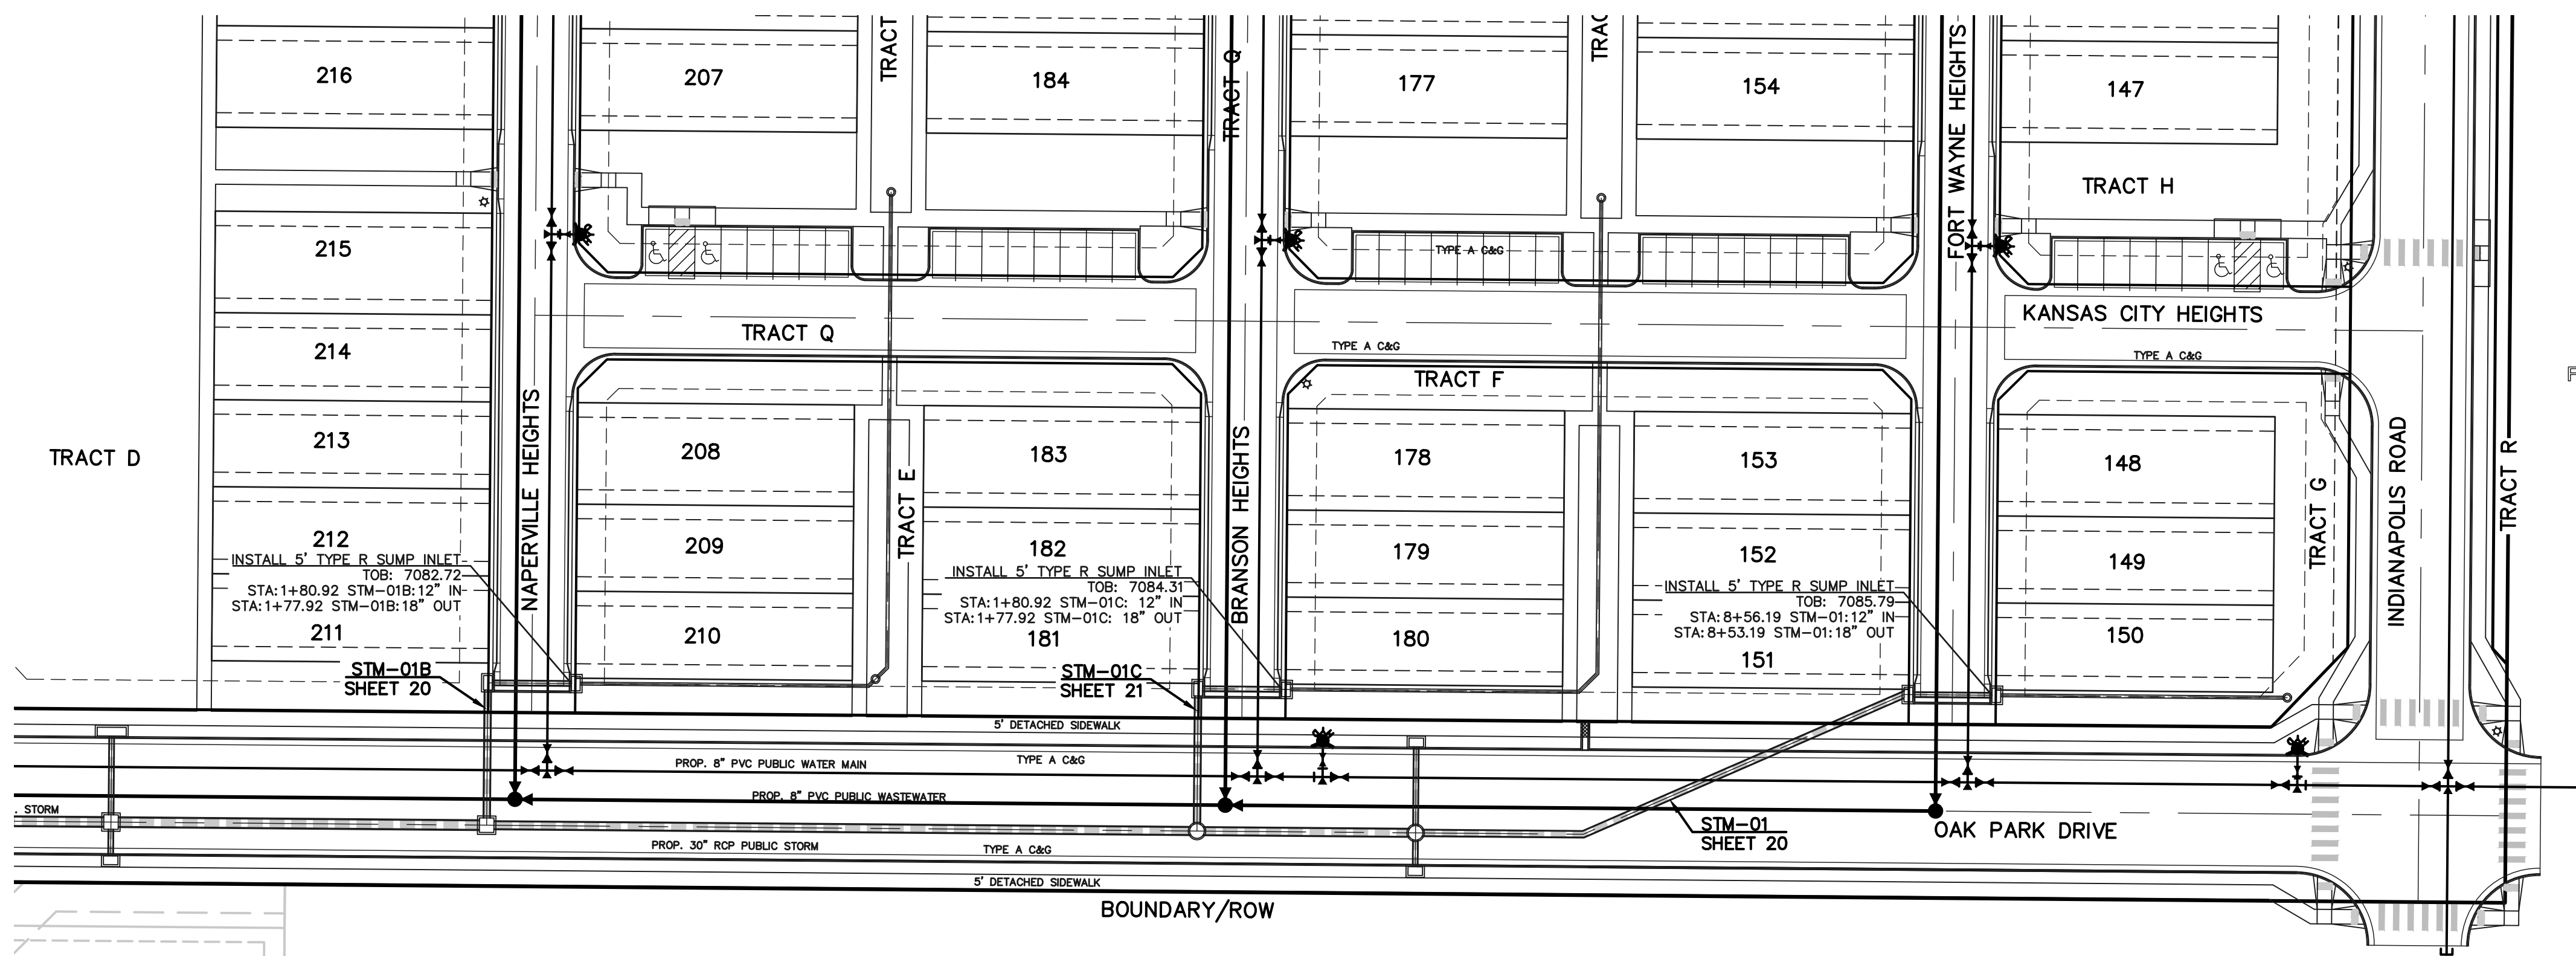 TRACT
TRACT Q
TRAC
FORT WAYNE HEIGHTS
216
207
184
177
154
147
TRACT H
215
TYPE A C&G
KANSAS CITY HEIGHTS
TRACT Q
TYPE A C&G
TYPE A C&G
214
TRACT F
NAPERVILLE HEIGHTS
BRANSON HEIGHTS
INDIANAPOLIS ROAD
TRACT R
213
TRACT D
208
TRACT E
183
178
153
148
TRACT G
212
209
182
179
152
149
INSTALL 5' TYPE R SUMP INLET
TOB: 7082.72
STA:1+80.92 STM-01B:12" IN
STA:1+77.92 STM-01B:18" OUT
INSTALL 5' TYPE R SUMP INLET
TOB: 7084.31
STA:1+80.92 STM-01C: 12" IN
STA:1+77.92 STM-01C: 18" OUT
INSTALL 5' TYPE R SUMP INLET
TOB: 7085.79
STA:8+56.19 STM-01:12" IN
STA:8+53.19 STM-01:18" OUT
211
210
181
180
151
150
STM-01B
SHEET 20
STM-01C
SHEET 21
5' DETACHED SIDEWALK
PROP. 8" PVC PUBLIC WATER MAIN
TYPE A C&G
PROP. 8" PVC PUBLIC WASTEWATER
. STORM
STM-01
SHEET 20
OAK PARK DRIVE
PROP. 30" RCP PUBLIC STORM
TYPE A C&G
5' DETACHED SIDEWALK
BOUNDARY/ROW